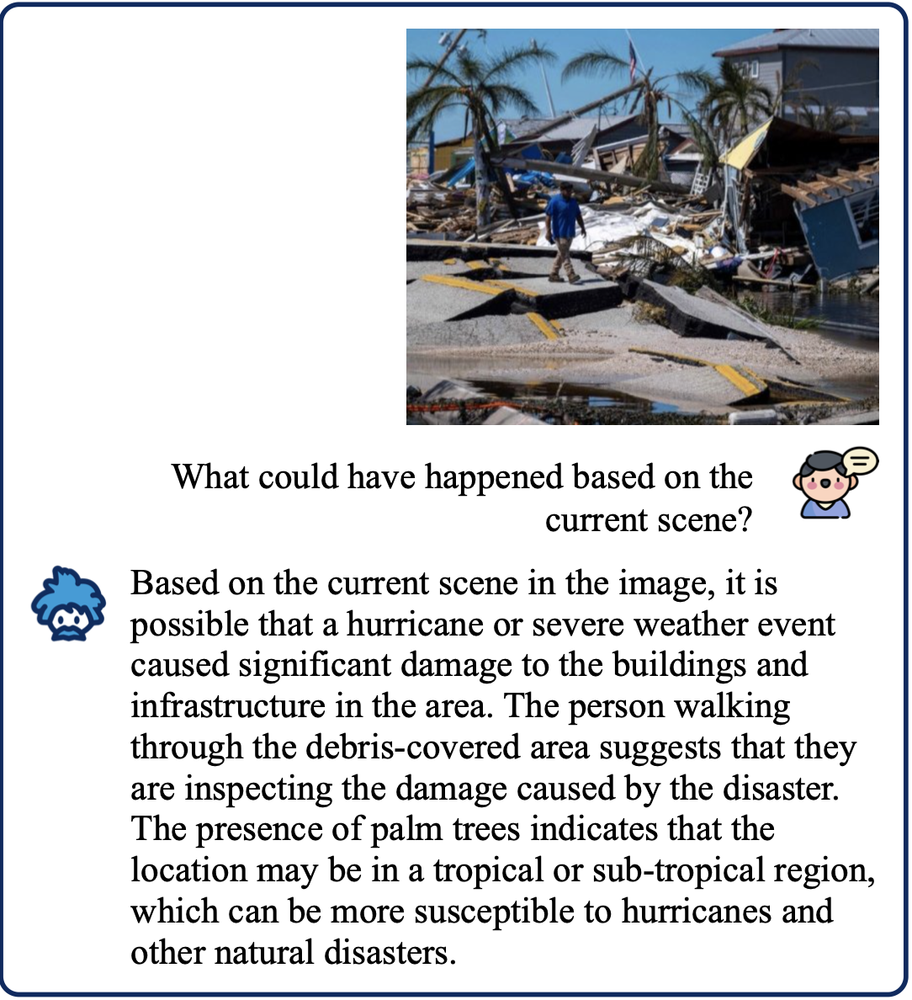 What could have happened based on the
current scene?
Based on the current scene in the image, it is
possible that a hurricane or severe weather event
caused significant damage to the buildings and
infrastructure in the area. The person walking
through the debris-covered area suggests that they
are inspecting the damage caused by the disaster.
The presence of palm trees indicates that the
location may be in a tropical or sub-tropical region,
which can be more susceptible to hurricanes and
other natural disasters.